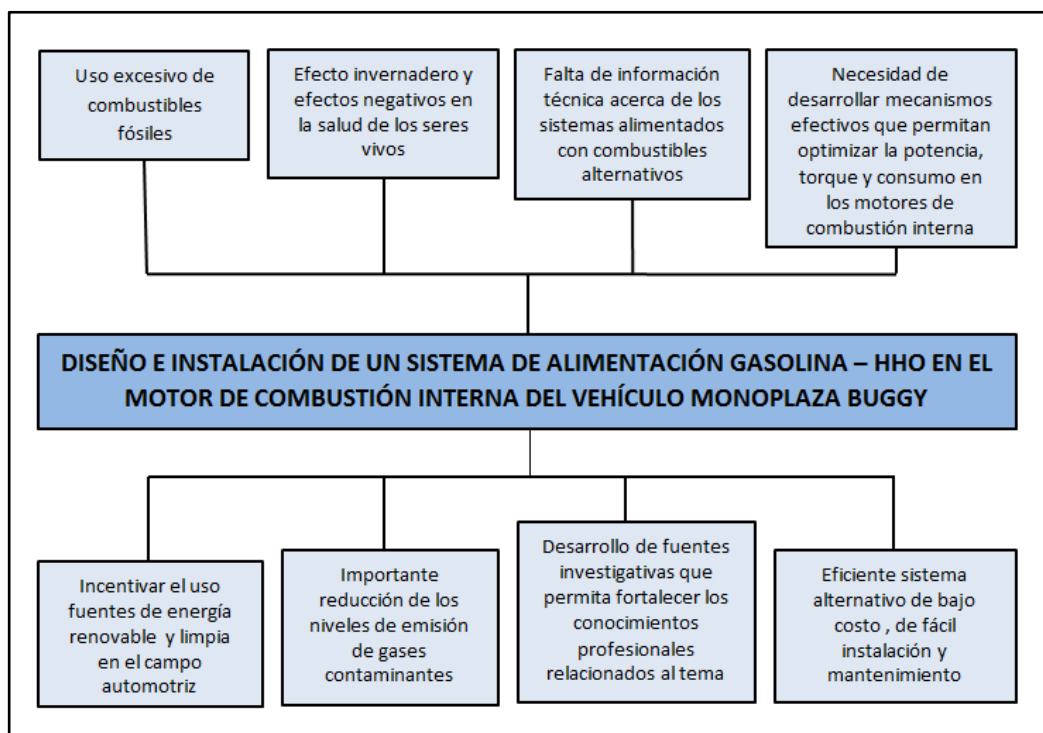 Uso excesivo de
combustibles
fósiles
Efecto invernadero y
efectos negativos en
la salud de los seres
vivos
Falta de información
técnica acerca de los
sistemas alimentados
con combustibles
alternativos
Necesidad de
desarrollar mecanismos
efectivos que permitan
optimizar la potencia,
torque y consumo en
los motores de
combustión interna
DISEÑO E INSTALACIÓN DE UN SISTEMA DE ALIMENTACIÓN GASOLINA – HHO EN EL
MOTOR DE COMBUSTIÓN INTERNA DEL VEHÍCULO MONOPLAZA BUGGY
Incentivar el uso
fuentes de energía
renovable y limpia
en el campo
automotriz
Importante
reducción de los
niveles de emisión
de gases
contaminantes
Desarrollo de fuentes
investigativas que
permita fortalecer los
conocimientos
profesionales
relacionados al tema
Eficiente sistema
alternativo de bajo
costo , de fácil
instalación y
mantenimiento